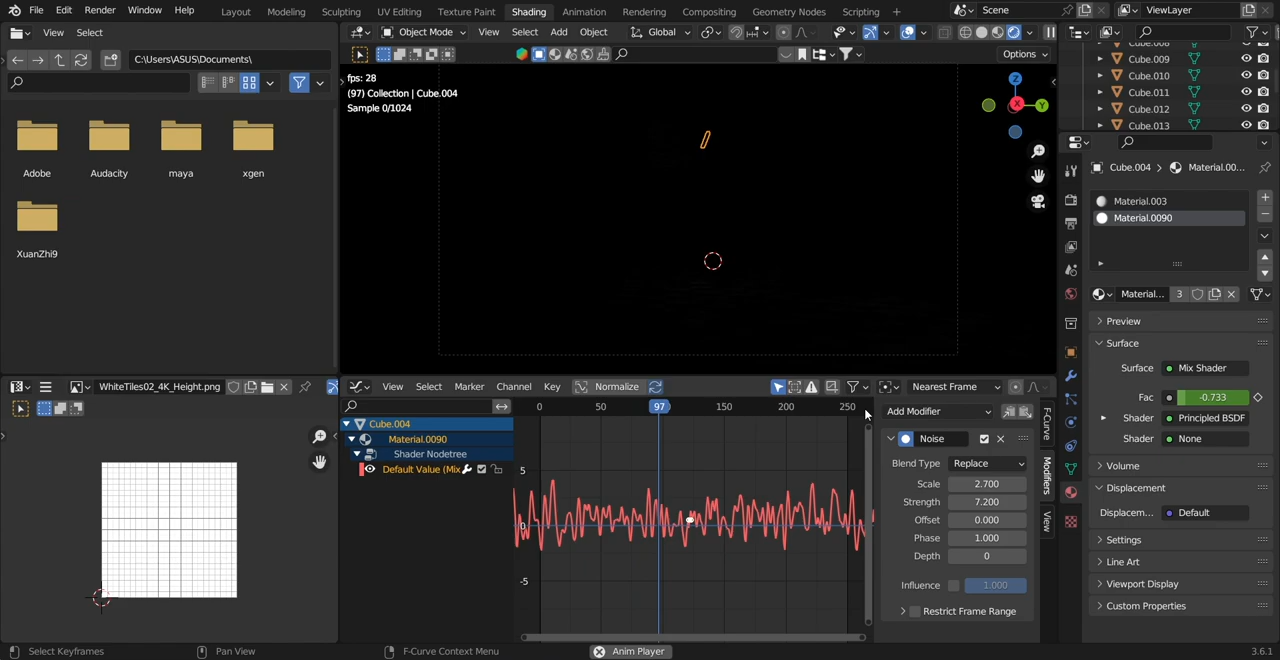 File Edit Render Window Help Layout Modeling Sculpting UV Editing Texture Paint Shading Animation Rendering Compositing Geometry Nodes Scripting + Scene ViewLayer
View Select
Object Mode View Select Add Object Global
C:\Users\ASUS\Documents\
Options
Adobe Audacity maya xgen
XuanZhi9
fps: 28
(97) Collection | Cube.004
Sample 0/1024
Z
X
Y
Cube.008
Cube.009
Cube.010
Cube.011
Cube.012
Cube.013
Cube.004 > Material.00...
Material.003
Material.0090
Material... 3
Preview
Surface
Surface Mix Shader
Fac -0.733
Shader Principled BSDF
Shader None
Volume
Displacement
Displacem... Default
Settings
Line Art
Viewport Display
Custom Properties
WhiteTiles02_4K_Height.png
View Select Marker Channel Key Normalize Nearest Frame
0 50 97 150 200 250
Cube.004
Material.0090
Shader Nodetree
Default Value (Mix
5
0
-5
Add Modifier
Noise
Blend Type Replace
Scale 2.700
Strength 7.200
Offset 0.000
Phase 1.000
Depth 0
Influence 1.000
Restrict Frame Range
F-Curve
Modifiers
View
Select Keyframes Pan View F-Curve Context Menu Anim Player 3.6.1